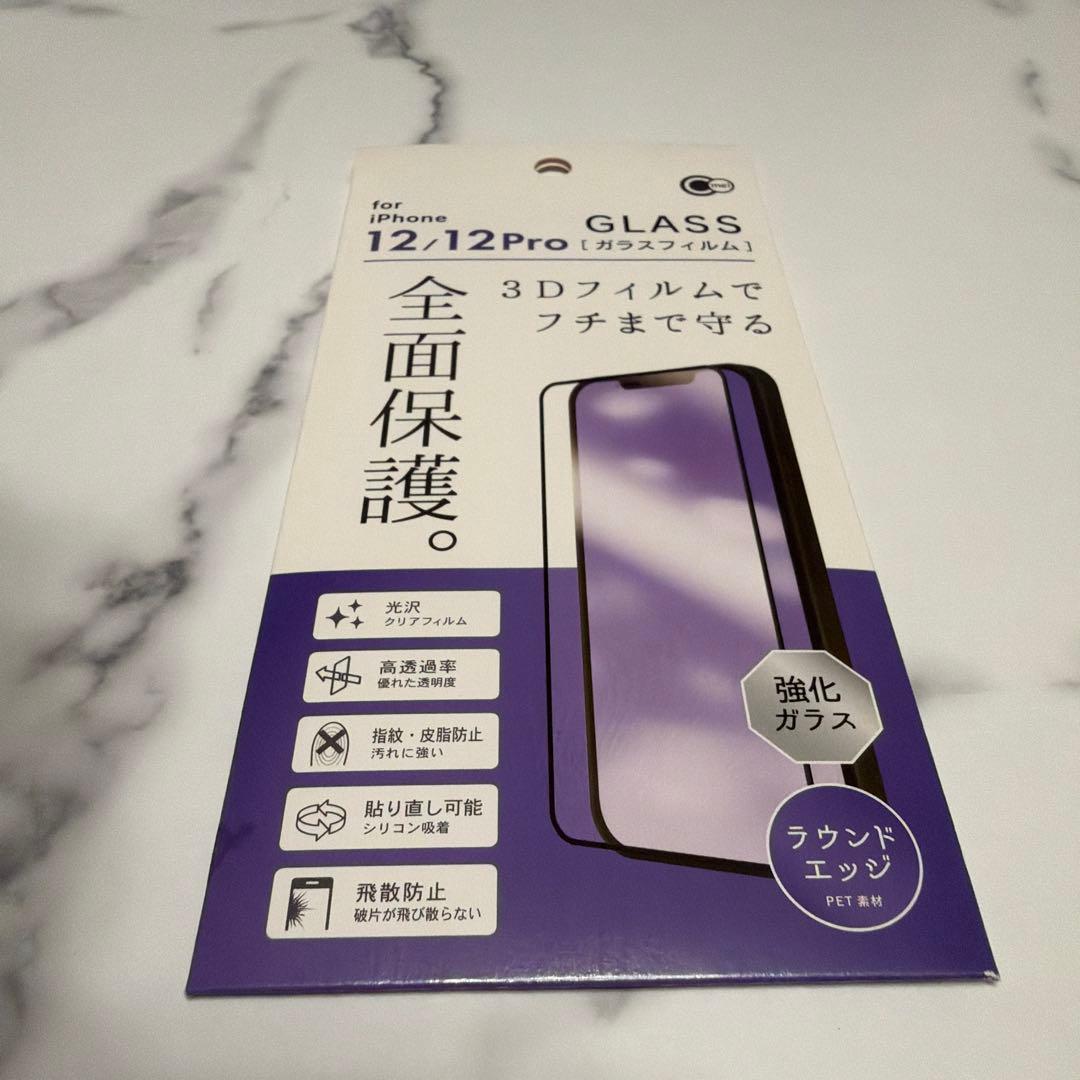 for
iPhone
12/12Pro
mei
GLASS
[ガラスフィルム]
全面保護。
3Dフィルムで
フチまで守る
光沢
クリアフィルム
高透過率
優れた透明度
指紋・皮脂防止
汚れに強い
貼り直し可能
シリコン吸着
飛散防止
破片が飛び散らない
強化
ガラス
ラウンド
エッジ
PET素材